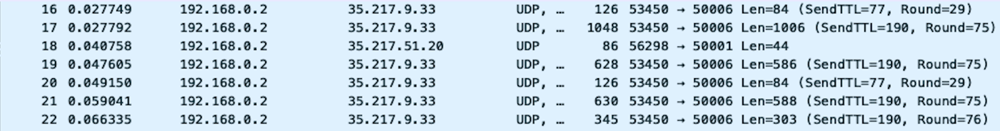 16 0.027749 192.168.0.2 35.217.9.33 UDP, … 126 53450 → 50006 Len=84 (SendTTL=77, Round=29)
17 0.027792 192.168.0.2 35.217.9.33 UDP, … 1048 53450 → 50006 Len=1006 (SendTTL=190, Round=75)
18 0.040758 192.168.0.2 35.217.51.20 UDP 86 56298 → 50001 Len=44
19 0.047605 192.168.0.2 35.217.9.33 UDP, … 628 53450 → 50006 Len=586 (SendTTL=190, Round=75)
20 0.049150 192.168.0.2 35.217.9.33 UDP, … 126 53450 → 50006 Len=84 (SendTTL=77, Round=29)
21 0.059041 192.168.0.2 35.217.9.33 UDP, … 630 53450 → 50006 Len=588 (SendTTL=190, Round=75)
22 0.066335 192.168.0.2 35.217.9.33 UDP, … 345 53450 → 50006 Len=303 (SendTTL=190, Round=76)